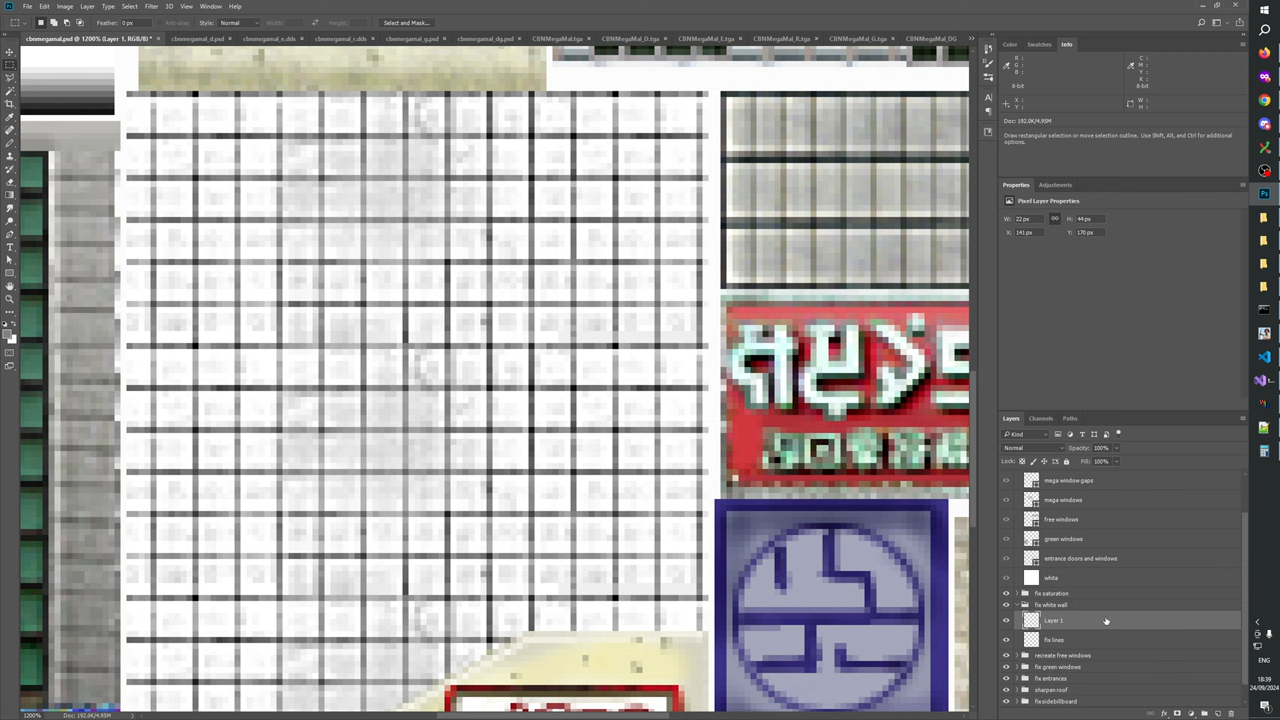 File Edit Image Layer Type Select Filter 3D View Window Help
Feather: 0 px Anti-alias Style: Normal Width: Height: Select and Mask...
cbnmegamal.psd @ 1200% (Layer 1, RGB/8) * × cbnmegamal_d.psd × cbnmegamal_e.dds × cbnmegamal_r.dds × cbnmegamal_g.psd × cbnmegamal_dg.psd × CBNMegaMal.tga × CBNMegaMal_D.tga × CBNMegaMal_E.tga × CBNMegaMal_R.tga × CBNMegaMal_G.tga × CBNMegaMal_DG
Color Swatches Info
R : C :
G : M :
B : Y :
K :
8-bit 8-bit
X : W :
Y : H :
Doc: 192.0K/4.95M
Draw rectangular selection or move selection outline. Use Shift, Alt, and Ctrl for additional
options.
Properties Adjustments
Pixel Layer Properties
W: 22 px H: 44 px
X: 141 px Y: 170 px
Layers Channels Paths
Kind
Normal Opacity: 100%
Lock: Fill: 100%
mega window gaps
mega windows
free windows
green windows
entrance doors and windows
white
fix saturation
fix white wall
Layer 1
fix lines
recreate free windows
fix green windows
fix entrances
sharpen roof
fix sidebillboard
1200% Doc: 192.0K/4.95M
18:39
24/09/2024